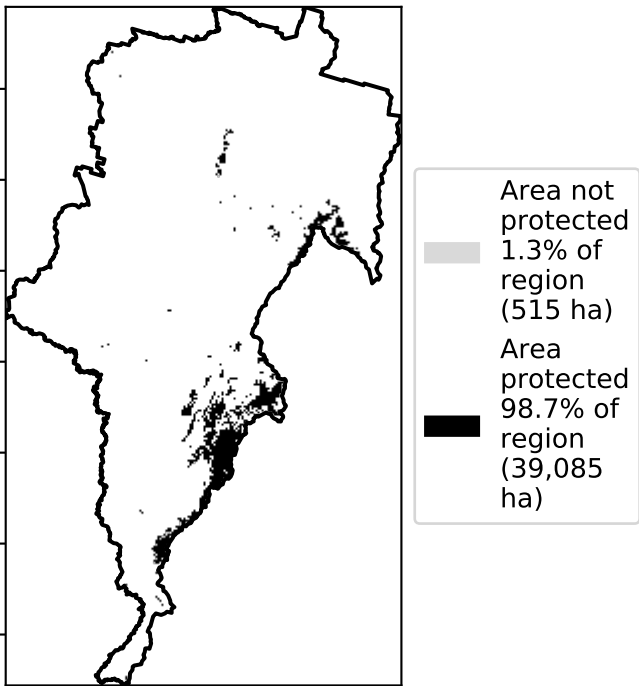 Area not
protected
1.3% of
region
(515 ha)
Area
protected
98.7% of
region
(39,085
ha)